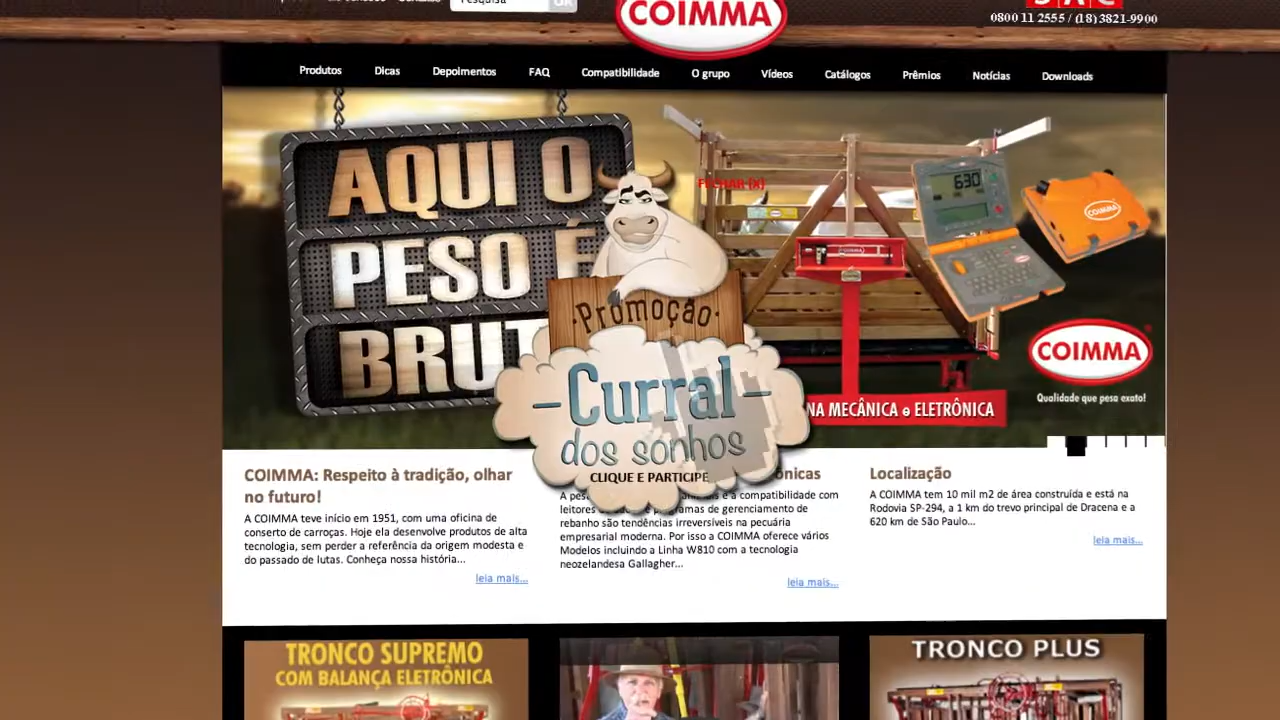 Pesquisa
OK
COIMMA
SAC
0800 11 2555 / (18) 3821-9900
Produtos Dicas Depoimentos FAQ Compatibilidade O grupo Vídeos Catálogos Prêmios Notícias Downloads
AQUI O
PESO É
BRUT
FECHAR (X)
630
COIMMA
COIMMA
Qualidade que pesa exato!
NA MECÂNICA e ELETRÔNICA
·Promoção·
Curral
dos sonhos
CLIQUE E PARTICIPE
COIMMA: Respeito à tradição, olhar
no futuro!
A COIMMA teve início em 1951, com uma oficina de
conserto de carroças. Hoje ela desenvolve produtos de alta
tecnologia, sem perder a referência da origem modesta e
do passado de lutas. Conheça nossa história...
leia mais...
A é a compatibilidade com
leitores de gerenciamento de
rebanho são tendências irreversíveis na pecuária
empresarial moderna. Por isso a COIMMA oferece vários
Modelos incluindo a Linha W810 com a tecnologia
neozelandesa Gallagher...
leia mais...
Localização
A COIMMA tem 10 mil m2 de área construída e está na
Rodovia SP-294, a 1 km do trevo principal de Dracena e a
620 km de São Paulo...
leia mais...
TRONCO SUPREMO
COM BALANÇA ELETRÔNICA
TRONCO PLUS